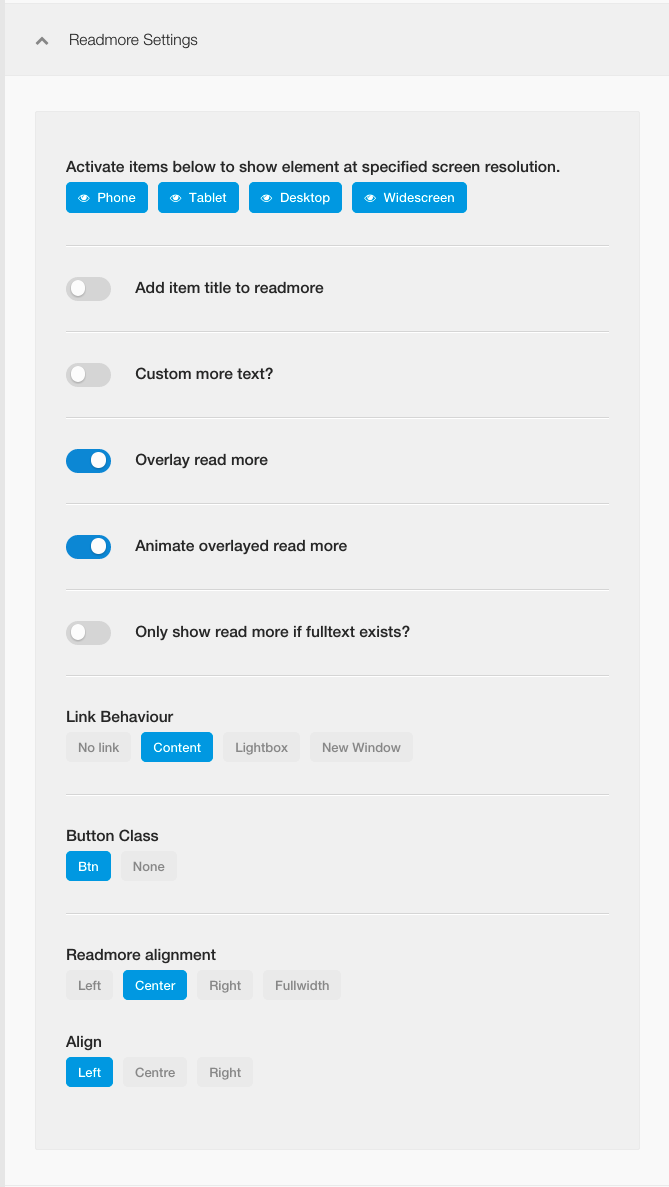 Readmore Settings
Activate items below to show element at specified screen resolution.
Phone Tablet Desktop Widescreen
Add item title to readmore
Custom more text?
Overlay read more
Animate overlayed read more
Only show read more if fulltext exists?
Link Behaviour
No link Content Lightbox New Window
Button Class
Btn None
Readmore alignment
Left Center Right Fullwidth
Align
Left Centre Right